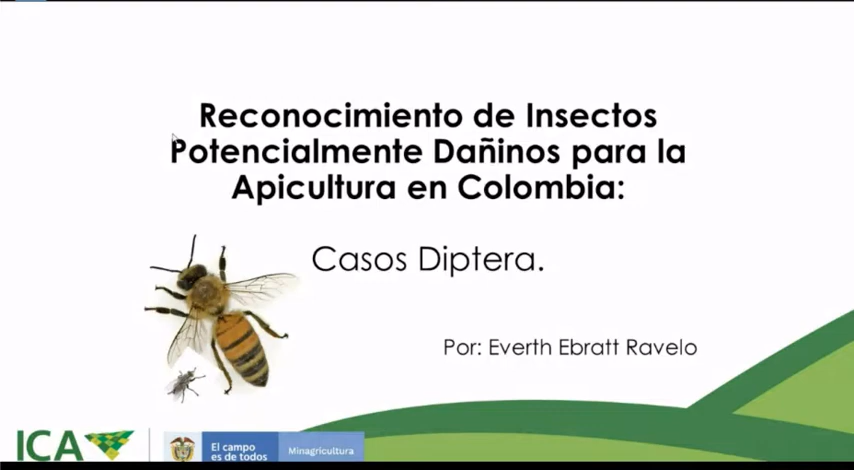 Reconocimiento de Insectos
Potencialmente Dañinos para la
Apicultura en Colombia:
Casos Diptera.
Por: Everth Ebratt Ravelo
ICA
El campo
es de todos
Minagricultura